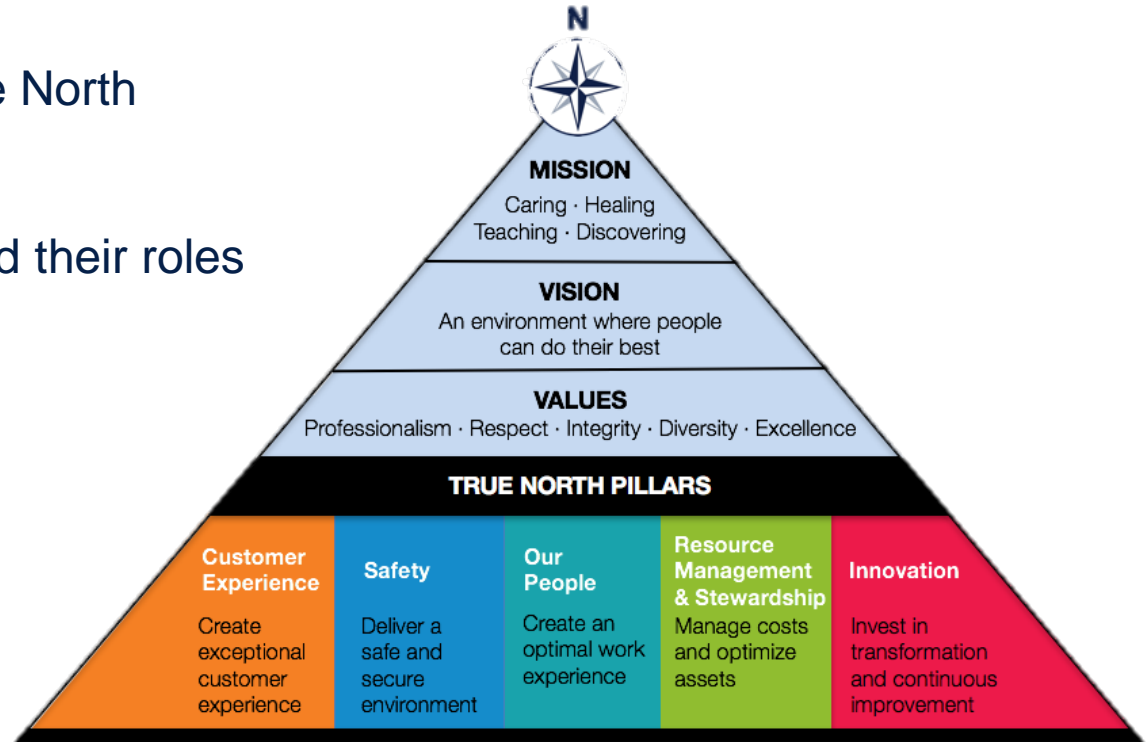 N
e North
d their roles
MISSION
Caring · Healing
Teaching · Discovering
VISION
An environment where people
can do their best
VALUES
Professionalism · Respect · Integrity · Diversity · Excellence
TRUE NORTH PILLARS
Customer
Experience
Create
exceptional
customer
experience
Safety
Deliver a
safe and
secure
environment
Our
People
Create an
optimal work
experience
Resource
Management
& Stewardship
Manage costs
and optimize
assets
Innovation
Invest in
transformation
and continuous
improvement